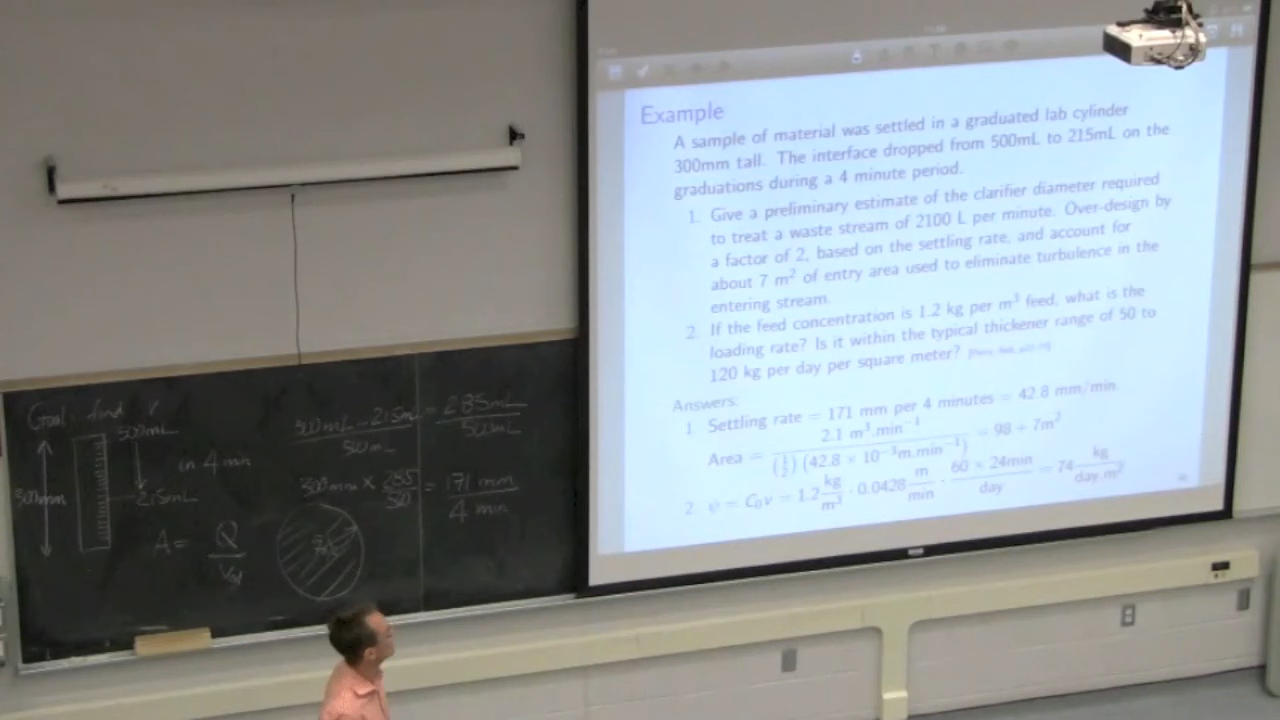 Example
A sample of material was settled in a graduated lab cylinder
300mm tall. The interface dropped from 500mL to 215mL on the
graduations during a 4 minute period.
1. Give a preliminary estimate of the clarifier diameter required
to treat a waste stream of 2100 L per minute. Over-design by
a factor of 2, based on the settling rate, and account for
about 7 m² of entry area used to eliminate turbulence in the
entering stream.
2. If the feed concentration is 1.2 kg per m³ feed, what is the
loading rate? Is it within the typical thickener range of 50 to
120 kg per day per square meter?
Answers:
1. Settling rate = 171 mm per 4 minutes = 42.8 mm/min.
Area = 2.1 m³.min⁻¹ / (½) (42.8 × 10⁻³m.min⁻¹) = 98 + 7m²
2. ψ = C₀v = 1.2 kg/m³ · 0.0428 m/min · 60 × 24min/day = 74 kg/day.m²
Goal: find v
500mL
in 4 min
300mm
215mL
A = Q
500mL - 215mL / 500mL = 285mL / 500mL
300mm × 285 / 50 = 171 mm / 4 min